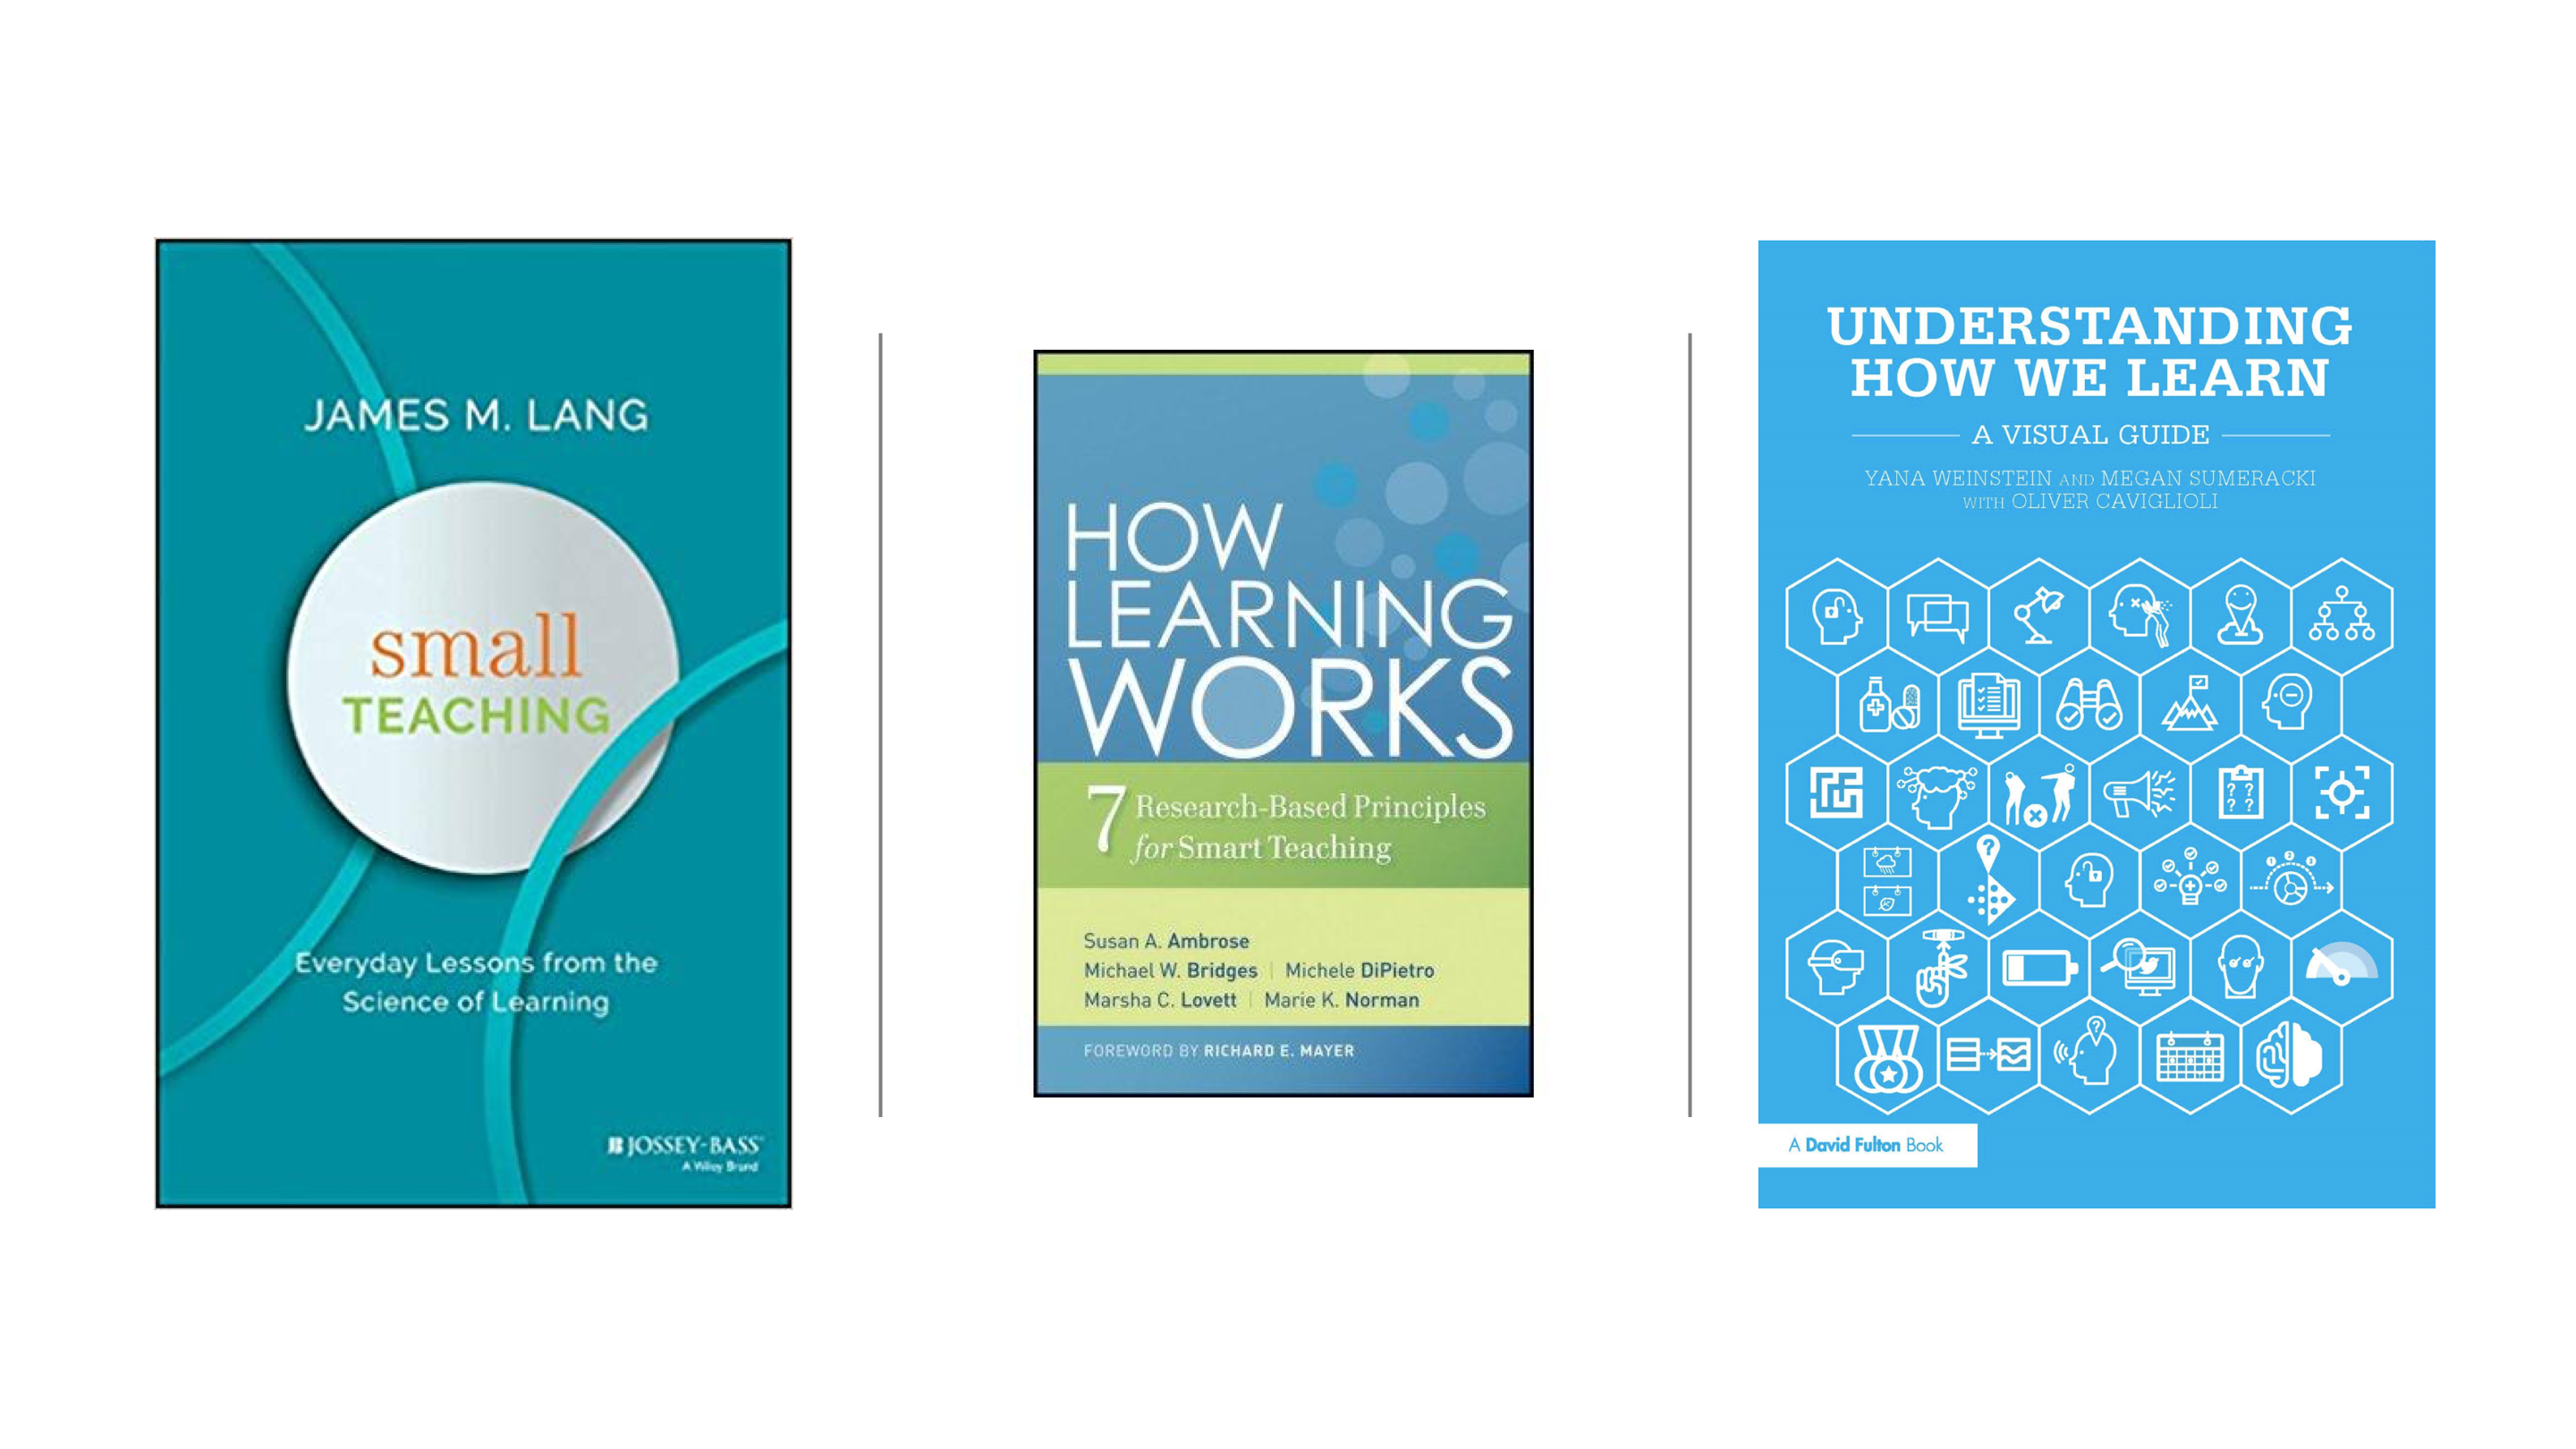 JAMES M. LANG
small
TEACHING
Everyday Lessons from the
Science of Learning
JB JOSSEY-BASS
A Wiley Brand
HOW
LEARNING
WORKS
7 Research-Based Principles
for Smart Teaching
Susan A. Ambrose
Michael W. Bridges | Michele DiPietro
Marsha C. Lovett | Marie K. Norman
FOREWORD BY RICHARD E. MAYER
UNDERSTANDING
HOW WE LEARN
A VISUAL GUIDE
YANA WEINSTEIN AND MEGAN SUMERACKI
WITH OLIVER CAVIGLIOLI
A David Fulton Book